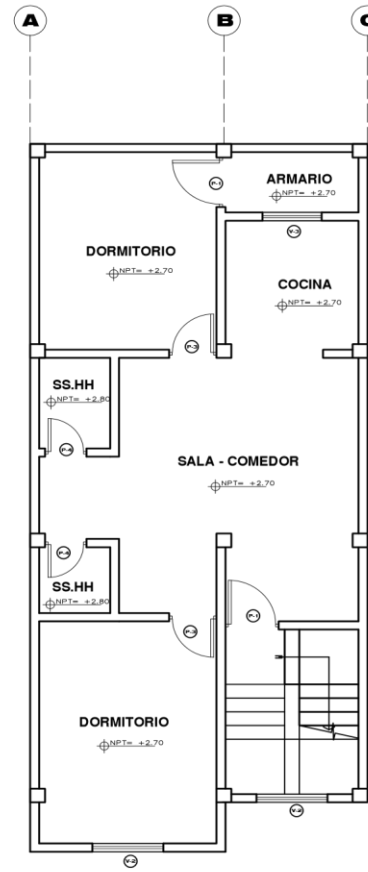 A B C
P-1
ARMARIO
NPT= +2.70
DORMITORIO
NPT= +2.70
V-3
COCINA
NPT= +2.70
P-3
SS.HH
NPT= +2.80
P-4
SALA - COMEDOR
NPT= +2.70
P-4
SS.HH
NPT= +2.80
P-1
P-3
DORMITORIO
NPT= +2.70
V-2
V-2